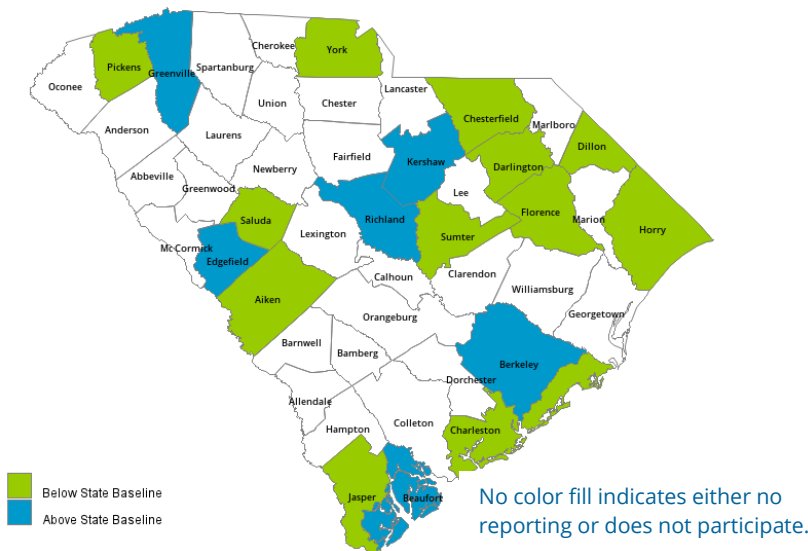 York
Cherokee
Pickens
Greenville
Spartanburg
Oconee
Lancaster
Union
Chester
Chesterfield
Marlboro
Anderson
Laurens
Dillon
Fairfield
Kershaw
Darlington
Newberry
Abbeville
Greenwood
Lee
Saluda
Richland
Florence
Marion
Horry
Lexington
Sumter
Mc Cormick
Edgefield
Calhoun
Clarendon
Williamsburg
Aiken
Orangeburg
Georgetown
Barnwell
Bamberg
Berkeley
Dorchester
Allendale
Colleton
Hampton
Charleston
Jasper
Beaufort
Below State Baseline
Above State Baseline
No color fill indicates either no
reporting or does not participate.